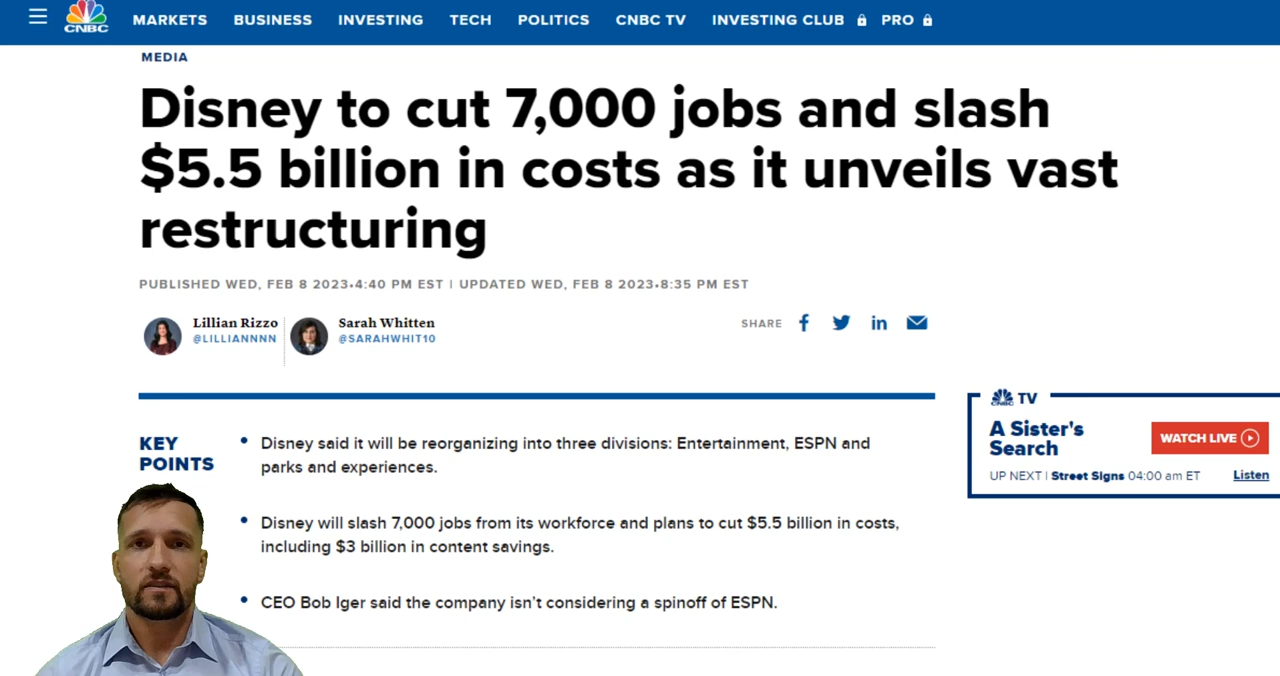 CNBC
MARKETS BUSINESS INVESTING TECH POLITICS CNBC TV INVESTING CLUB PRO
MEDIA
Disney to cut 7,000 jobs and slash
$5.5 billion in costs as it unveils vast
restructuring
PUBLISHED WED, FEB 8 2023•4:40 PM EST | UPDATED WED, FEB 8 2023•8:35 PM EST
Lillian Rizzo
@LILLIANNNN
Sarah Whitten
@SARAHWHIT10
SHARE
KEY
POINTS
• Disney said it will be reorganizing into three divisions: Entertainment, ESPN and
parks and experiences.
• Disney will slash 7,000 jobs from its workforce and plans to cut $5.5 billion in costs,
including $3 billion in content savings.
• CEO Bob Iger said the company isn't considering a spinoff of ESPN.
CNBC TV
A Sister's
Search
WATCH LIVE
UP NEXT | Street Signs 04:00 am ET
Listen